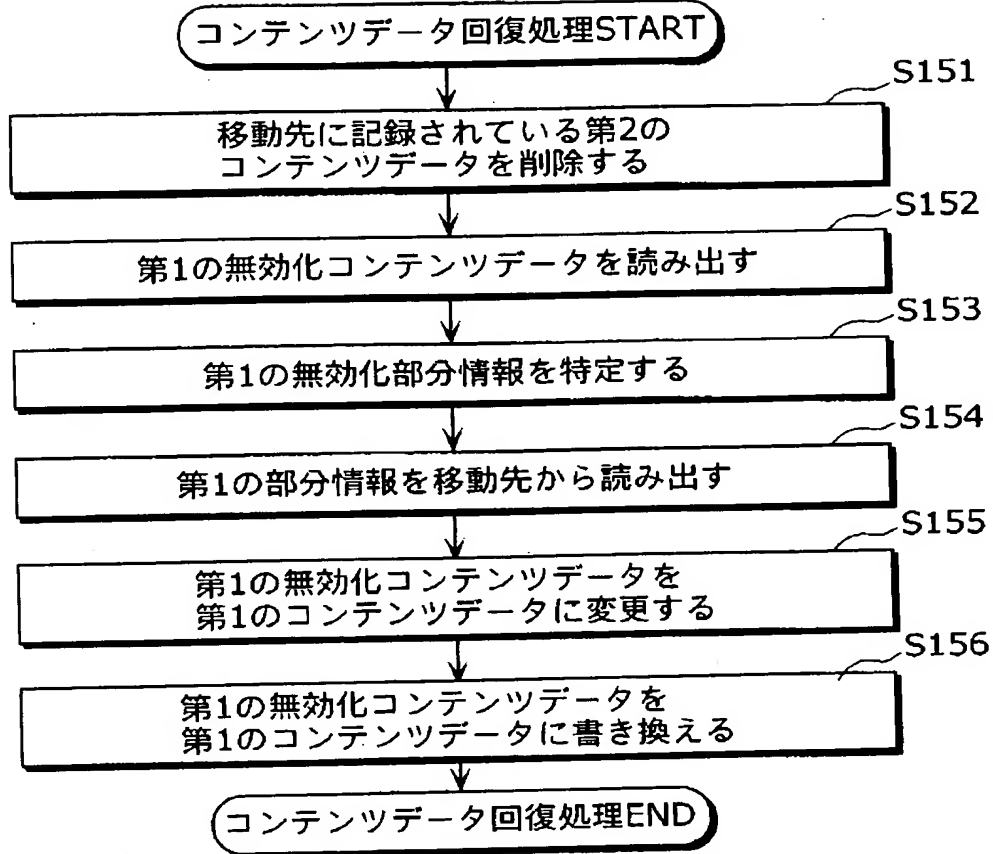 コンテンツデータ回復処理START
S151
移動先に記録されている第2の
コンテンツデータを削除する
S152
第1の無効化コンテンツデータを読み出す
S153
第1の無効化部分情報を特定する
S154
第1の部分情報を移動先から読み出す
S155
第1の無効化コンテンツデータを
第1のコンテンツデータに変更する
S156
第1の無効化コンテンツデータを
第1のコンテンツデータに書き換える
コンテンツデータ回復処理END